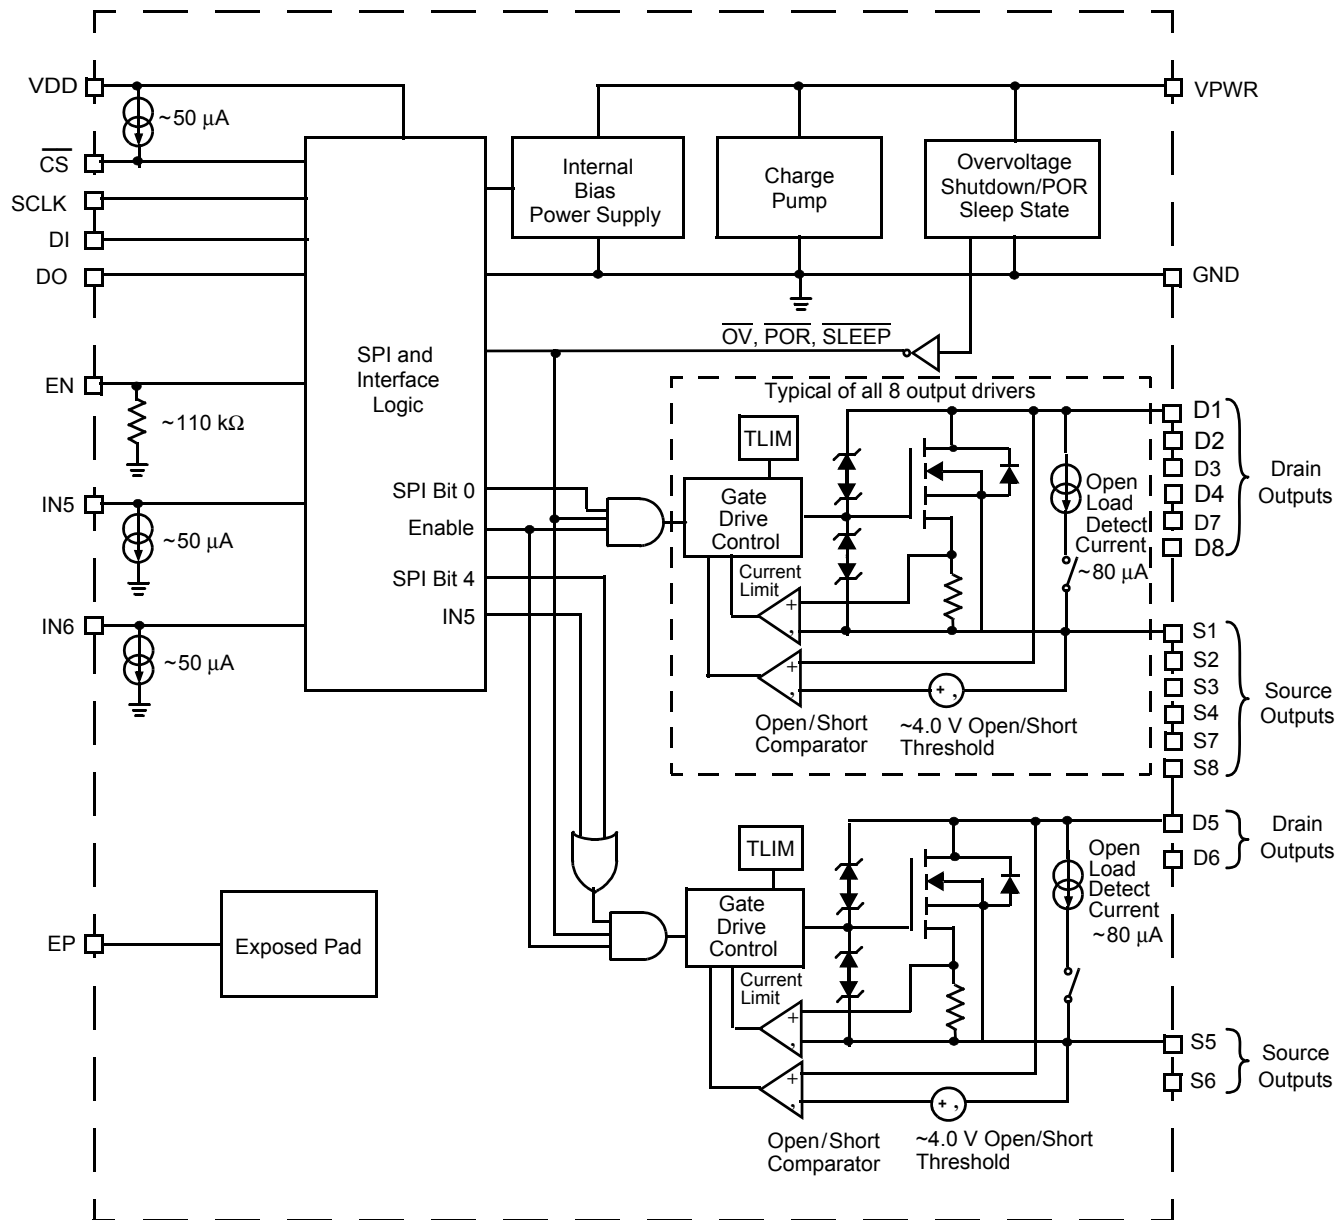 VDD
~50 µA
CS
SCLK
DI
DO
EN
~110 kΩ
IN5
~50 µA
IN6
~50 µA
EP
Exposed Pad
SPI and
Interface
Logic
SPI Bit 0
Enable
SPI Bit 4
IN5
Internal
Bias
Power Supply
Charge
Pump
Overvoltage
Shutdown/POR
Sleep State
VPWR
GND
OV, POR, SLEEP
Typical of all 8 output drivers
TLIM
Gate
Drive
Control
Current
Limit
+
,
+
,
Open/Short
Comparator
+ ,
~4.0 V Open/Short
Threshold
Open
Load
Detect
Current
~80 µA
D1
D2
D3
D4
D7
D8
Drain
Outputs
S1
S2
S3
S4
S7
S8
Source
Outputs
TLIM
Gate
Drive
Control
Current
Limit
+
,
+
,
Open/Short
Comparator
+ ,
~4.0 V Open/Short
Threshold
Open
Load
Detect
Current
~80 µA
D5
D6
Drain
Outputs
S5
S6
Source
Outputs